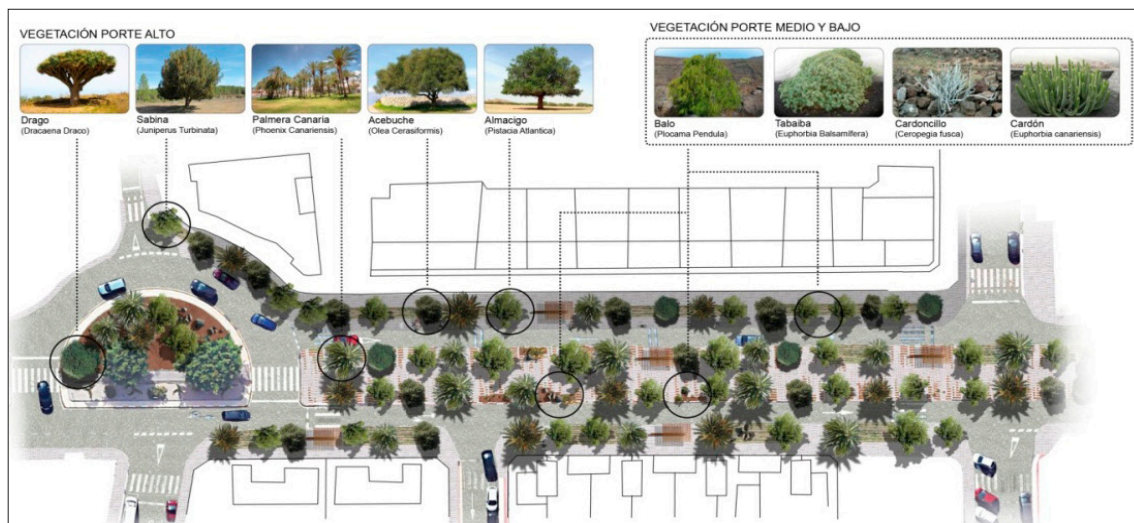 VEGETACIÓN PORTE ALTO
Drago
(Dracaena Draco)
Sabina
(Juniperus Turbinata)
Palmera Canaria
(Phoenix Canariensis)
Acebuche
(Olea Cerasiformis)
Almacigo
(Pistacia Atlantica)
VEGETACIÓN PORTE MEDIO Y BAJO
Balo
(Plocama Pendula)
Tabaiba
(Euphorbia Balsamifera)
Cardoncillo
(Ceropegia fusca)
Cardón
(Euphorbia canariensis)